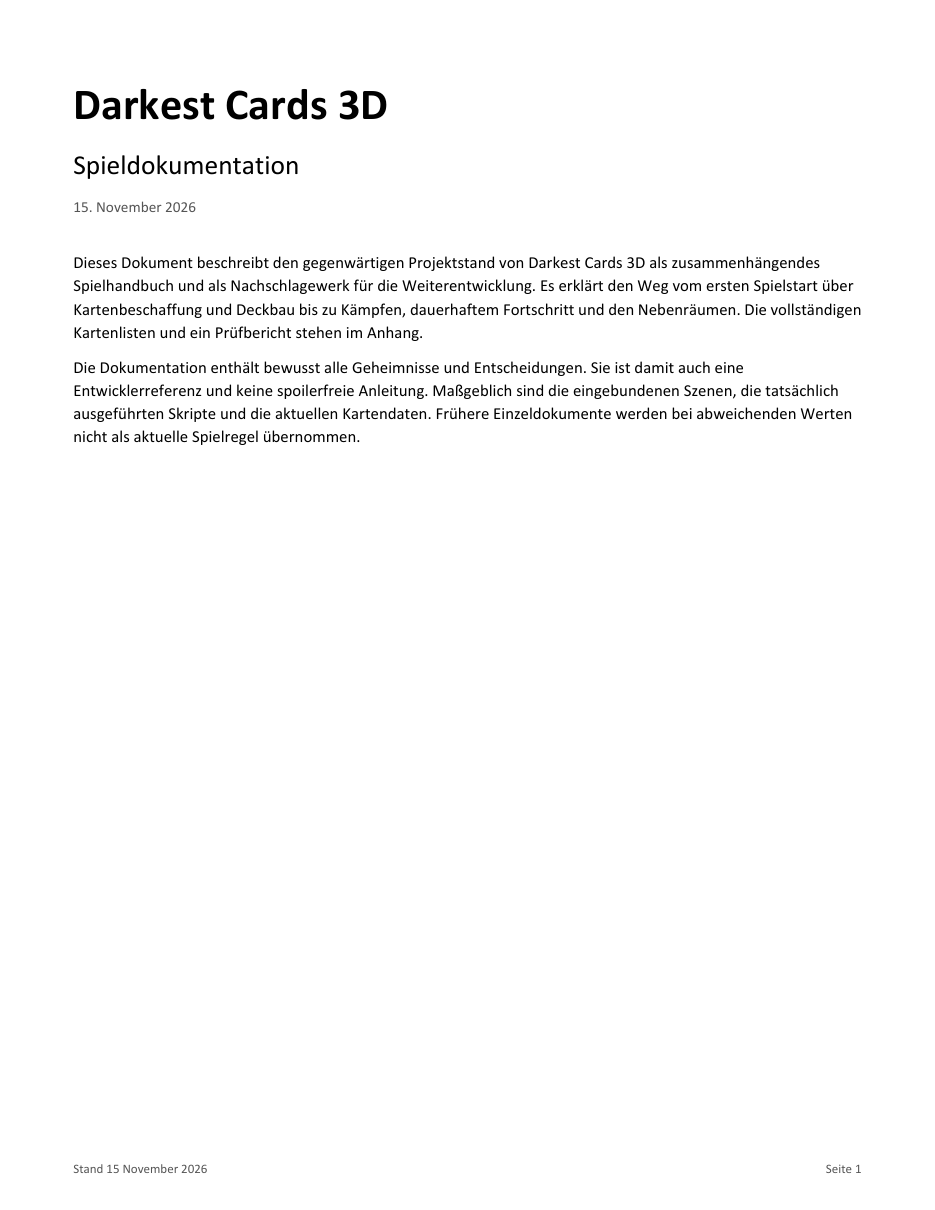 Darkest Cards 3D
Spieldokumentation
15. November 2026
Dieses Dokument beschreibt den gegenwärtigen Projektstand von Darkest Cards 3D als zusammenhängendes
Spielhandbuch und als Nachschlagewerk für die Weiterentwicklung. Es erklärt den Weg vom ersten Spielstart über
Kartenbeschaffung und Deckbau bis zu Kämpfen, dauerhaftem Fortschritt und den Nebenräumen. Die vollständigen
Kartenlisten und ein Prüfbericht stehen im Anhang.
Die Dokumentation enthält bewusst alle Geheimnisse und Entscheidungen. Sie ist damit auch eine
Entwicklerreferenz und keine spoilerfreie Anleitung. Maßgeblich sind die eingebundenen Szenen, die tatsächlich
ausgeführten Skripte und die aktuellen Kartendaten. Frühere Einzeldokumente werden bei abweichenden Werten
nicht als aktuelle Spielregel übernommen.
Stand 15 November 2026
Seite 1